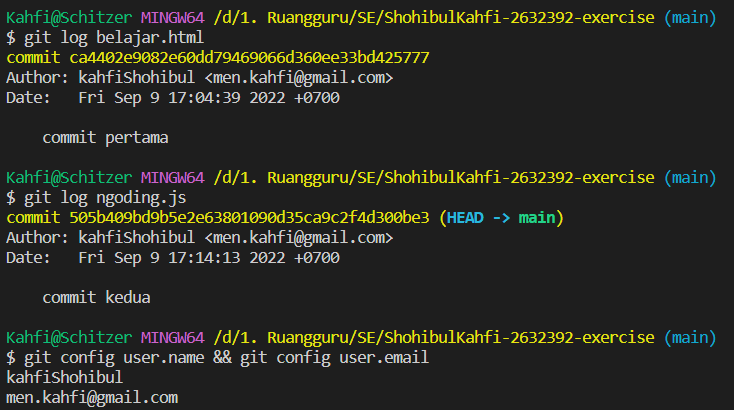 Kahfi@Schitzer MINGW64 /d/1. Ruangguru/SE/ShohibulKahfi-2632392-exercise (main)
$ git log belajar.html
commit ca4402e9082e60dd79469066d360ee33bd425777
Author: kahfiShohibul <men.kahfi@gmail.com>
Date:   Fri Sep 9 17:04:39 2022 +0700

    commit pertama

Kahfi@Schitzer MINGW64 /d/1. Ruangguru/SE/ShohibulKahfi-2632392-exercise (main)
$ git log ngoding.js
commit 505b409bd9b5e2e63801090d35ca9c2f4d300be3 (HEAD -> main)
Author: kahfiShohibul <men.kahfi@gmail.com>
Date:   Fri Sep 9 17:14:13 2022 +0700

    commit kedua

Kahfi@Schitzer MINGW64 /d/1. Ruangguru/SE/ShohibulKahfi-2632392-exercise (main)
$ git config user.name && git config user.email
kahfiShohibul
men.kahfi@gmail.com